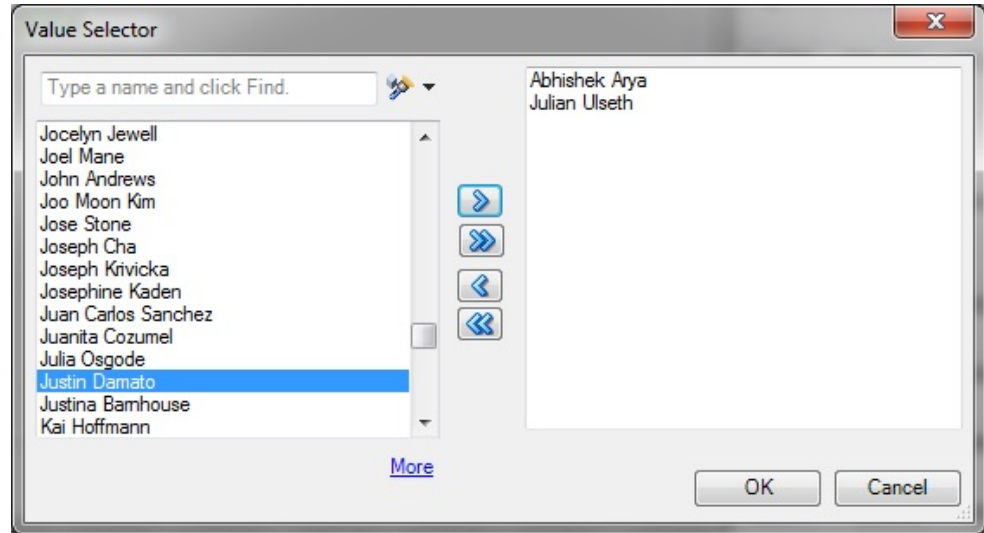 Value Selector
Type a name and click Find.
Jocelyn Jewell
Joel Mane
John Andrews
Joo Moon Kim
Jose Stone
Joseph Cha
Joseph Krivicka
Josephine Kaden
Juan Carlos Sanchez
Juanita Cozumel
Julia Osgode
Justin Damato
Justina Barnhouse
Kai Hoffmann
More
Abhishek Arya
Julian Ulseth
OK
Cancel